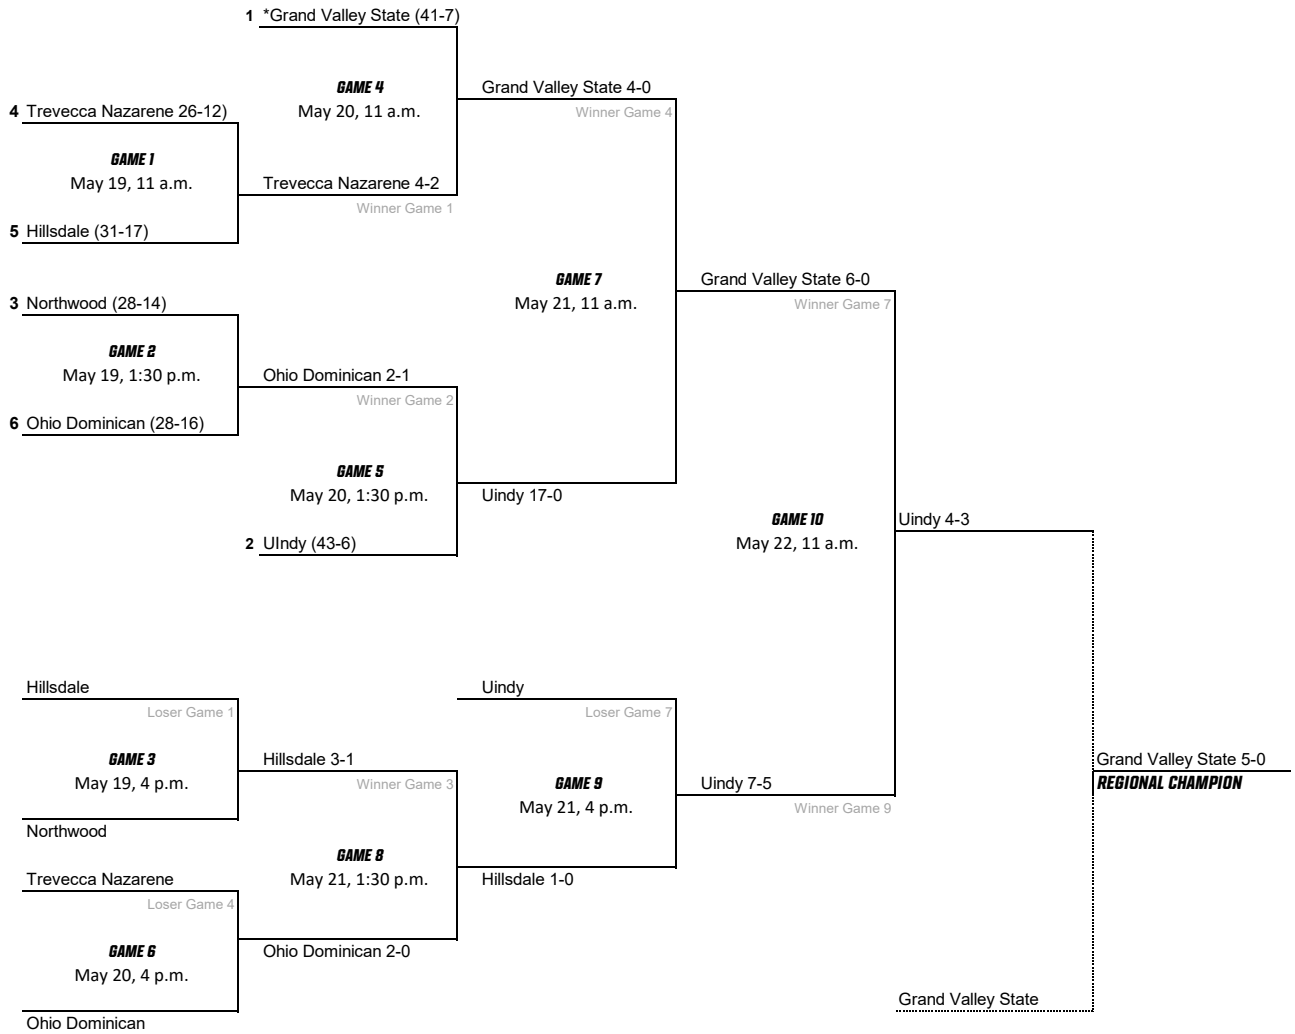 1 *Grand Valley State (41-7)
GAME 4
May 20, 11 a.m.
Grand Valley State 4-0
Winner Game 4
4 Trevecca Nazarene 26-12)
GAME 1
May 19, 11 a.m.
Trevecca Nazarene 4-2
Winner Game 1
5 Hillsdale (31-17)
GAME 7
May 21, 11 a.m.
Grand Valley State 6-0
Winner Game 7
3 Northwood (28-14)
GAME 2
May 19, 1:30 p.m.
Ohio Dominican 2-1
Winner Game 2
6 Ohio Dominican (28-16)
GAME 5
May 20, 1:30 p.m.
Uindy 17-0
2 UIndy (43-6)
GAME 10
May 22, 11 a.m.
Uindy 4-3
Hillsdale
Loser Game 1
GAME 3
May 19, 4 p.m.
Northwood
Hillsdale 3-1
Winner Game 3
Uindy
Loser Game 7
GAME 9
May 21, 4 p.m.
Uindy 7-5
Winner Game 9
GAME 8
May 21, 1:30 p.m.
Hillsdale 1-0
Trevecca Nazarene
Loser Game 4
GAME 6
May 20, 4 p.m.
Ohio Dominican 2-0
Ohio Dominican
Grand Valley State 5-0
REGIONAL CHAMPION
Grand Valley State